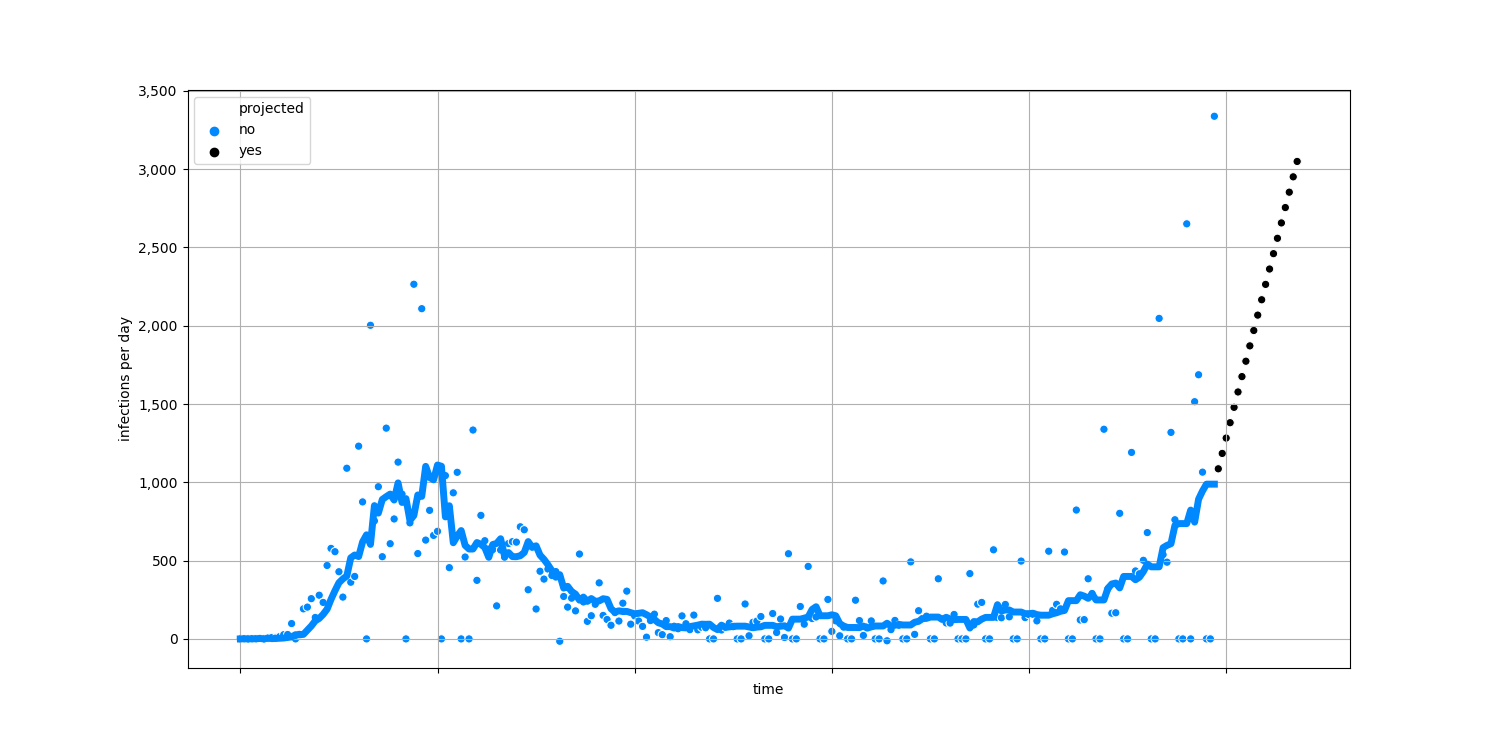 3,500
projected
no
yes
3,000
2,500
2,000
1,500
1,000
500
0
infections per day
time